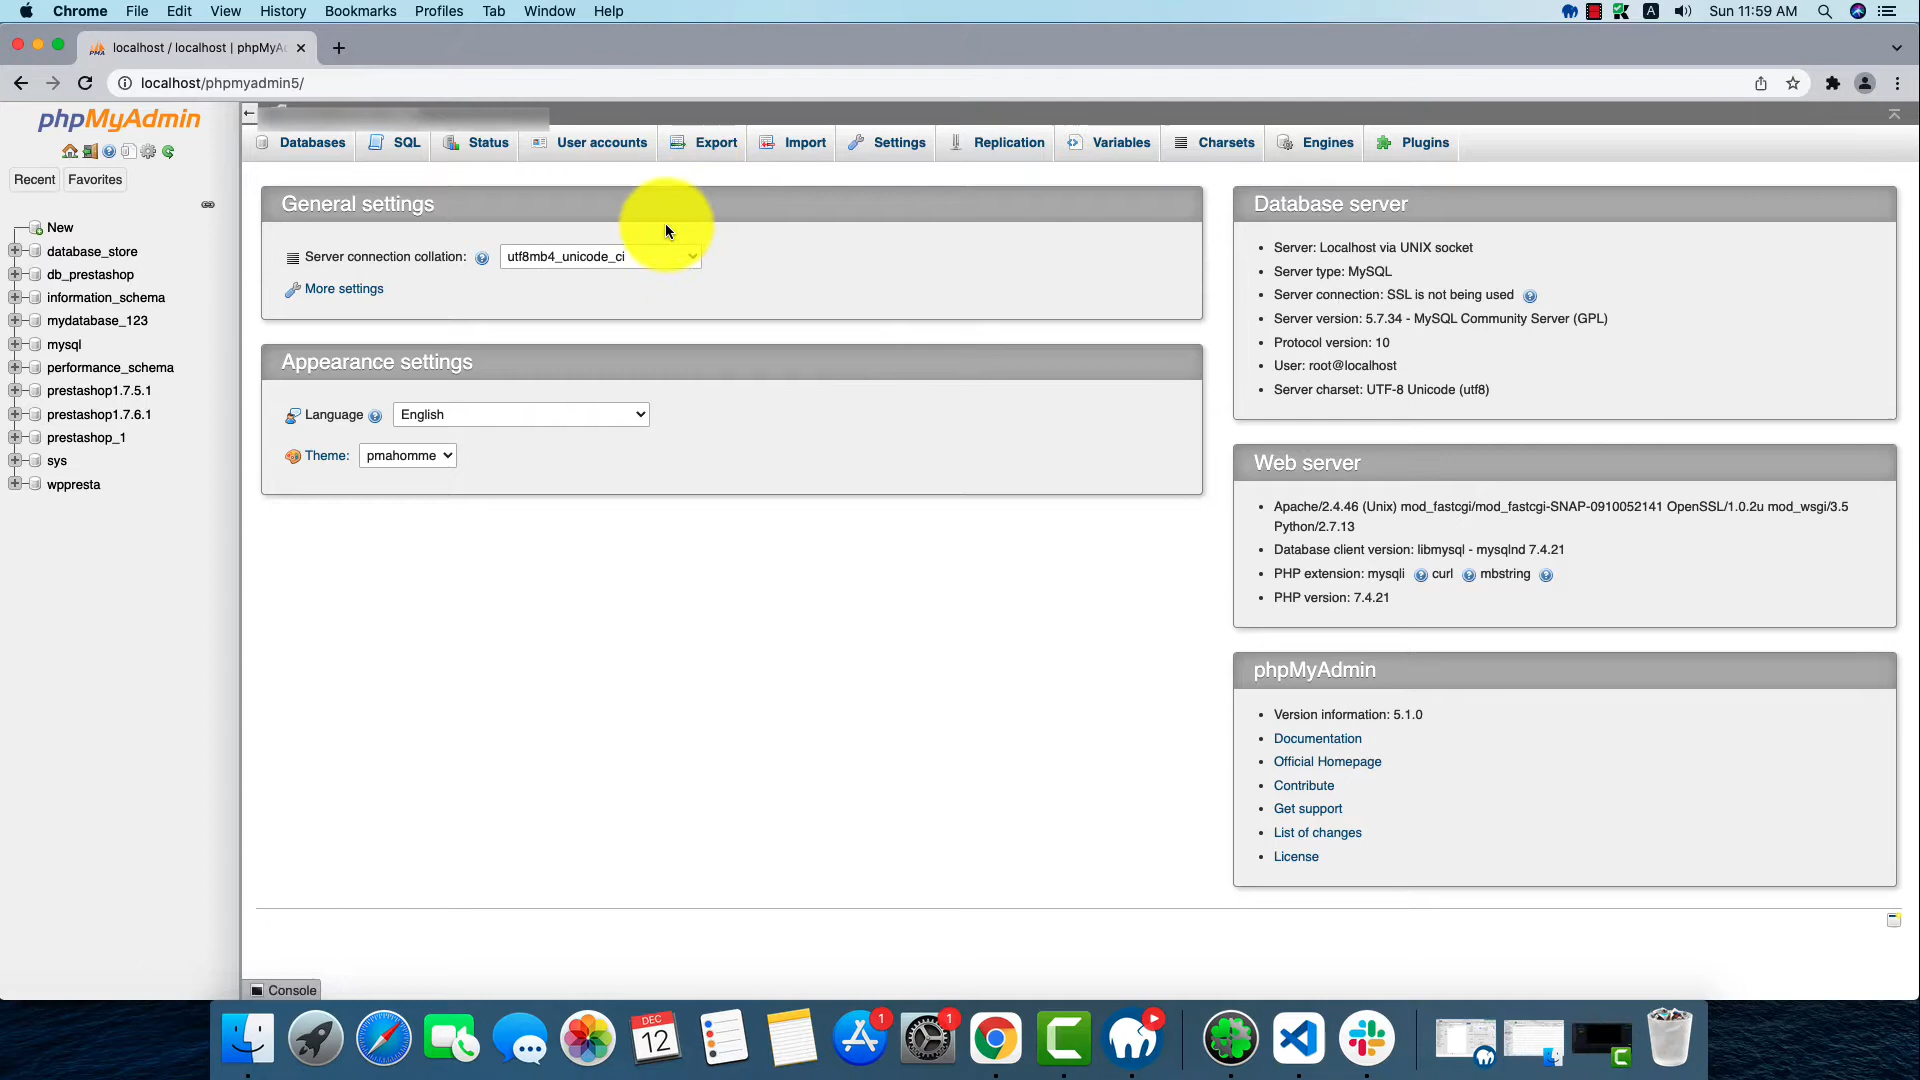 Chrome File Edit View History Bookmarks Profiles Tab Window Help A Sun 11:59 AM
localhost / localhost | phpMyA
localhost/phpmyadmin5/
phpMyAdmin
Recent Favorites
New
database_store
db_prestashop
information_schema
mydatabase_123
mysql
performance_schema
prestashop1.7.5.1
prestashop1.7.6.1
prestashop_1
sys
wppresta
Databases SQL Status User accounts Export Import Settings Replication Variables Charsets Engines Plugins
General settings
Server connection collation: utf8mb4_unicode_ci
More settings
Appearance settings
Language English
Theme: pmahomme
Database server
• Server: Localhost via UNIX socket
• Server type: MySQL
• Server connection: SSL is not being used
• Server version: 5.7.34 - MySQL Community Server (GPL)
• Protocol version: 10
• User: root@localhost
• Server charset: UTF-8 Unicode (utf8)
Web server
• Apache/2.4.46 (Unix) mod_fastcgi/mod_fastcgi-SNAP-0910052141 OpenSSL/1.0.2u mod_wsgi/3.5
Python/2.7.13
• Database client version: libmysql - mysqlnd 7.4.21
• PHP extension: mysqli curl mbstring
• PHP version: 7.4.21
phpMyAdmin
• Version information: 5.1.0
• Documentation
• Official Homepage
• Contribute
• Get support
• List of changes
• License
Console
DEC
12
1
1